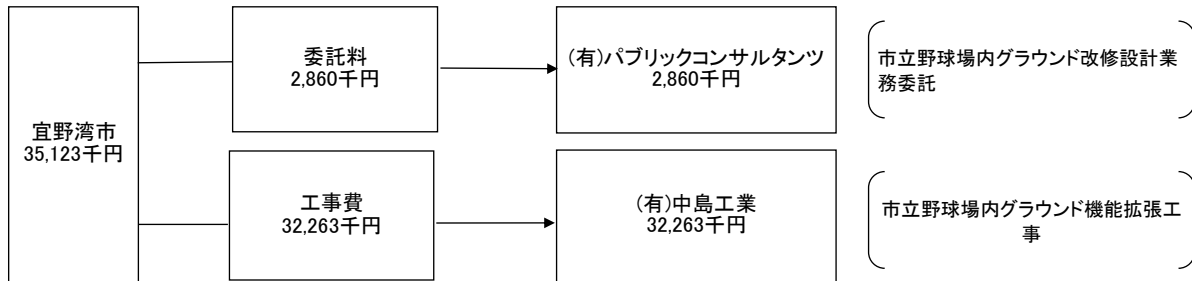 宜野湾市
35,123千円
委託料
2,860千円
(有)パブリックコンサルタンツ
2,860千円
市立野球場内グラウンド改修設計業
務委託
工事費
32,263千円
(有)中島工業
32,263千円
市立野球場内グラウンド機能拡張工
事